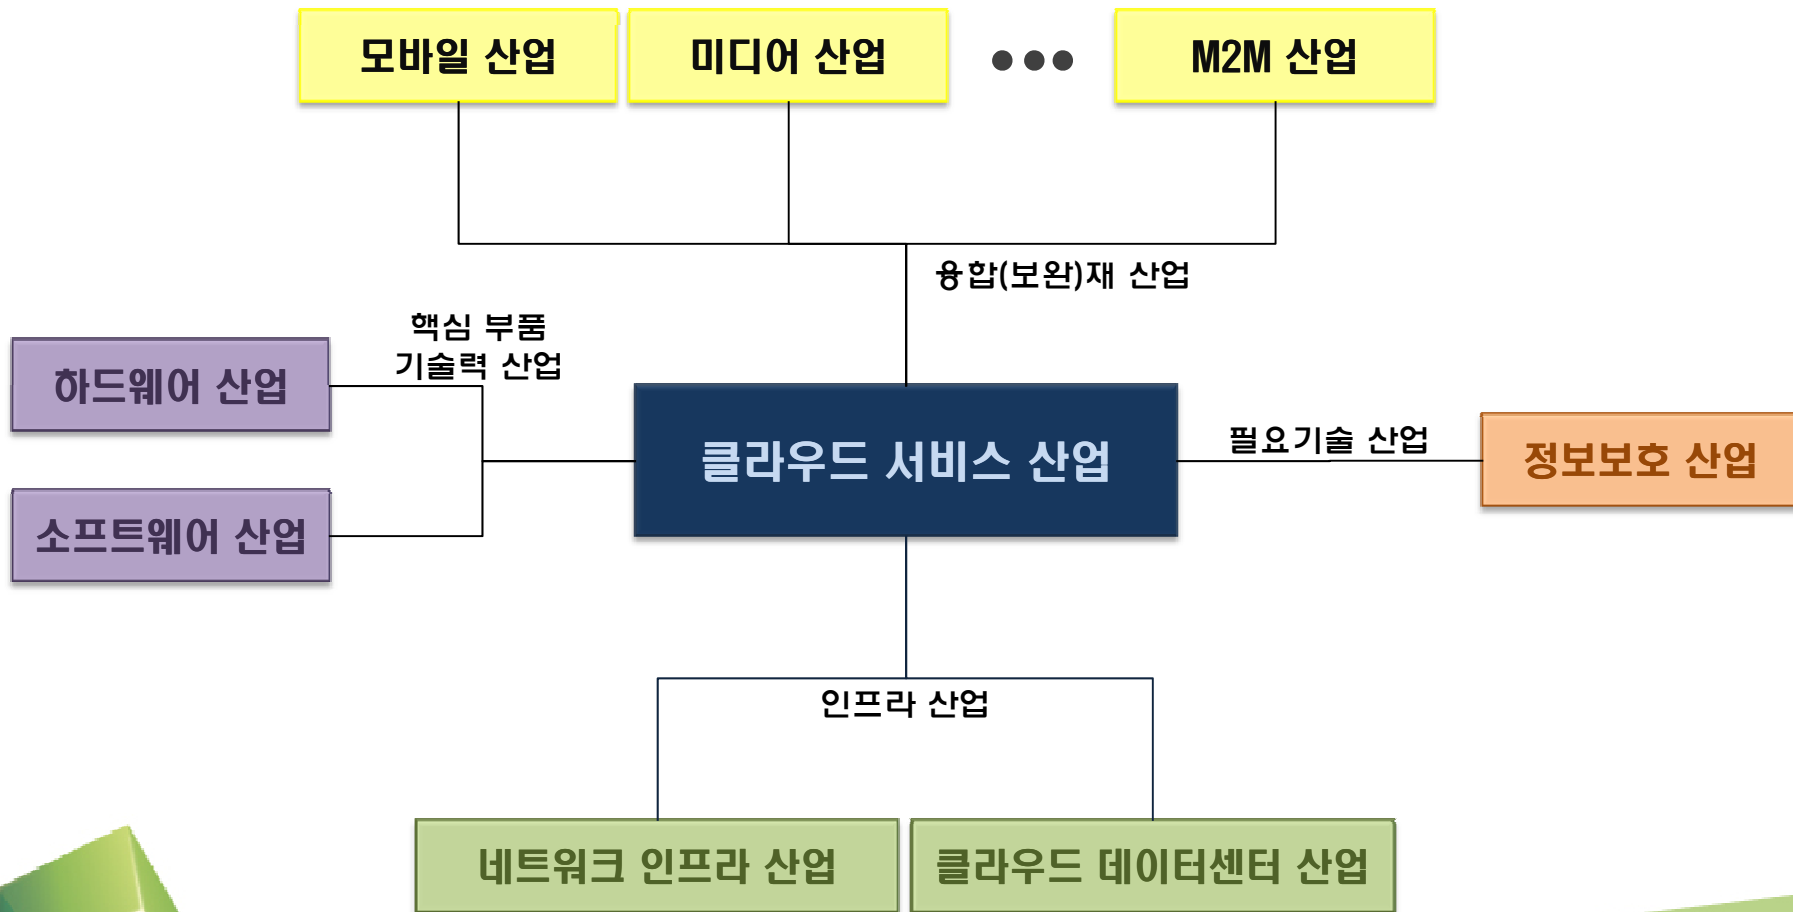 모바일 산업
미디어 산업
●●●
M2M 산업
융합(보완)재 산업
핵심 부품
기술력 산업
하드웨어 산업
소프트웨어 산업
클라우드 서비스 산업
필요기술 산업
정보보호 산업
인프라 산업
네트워크 인프라 산업
클라우드 데이터센터 산업